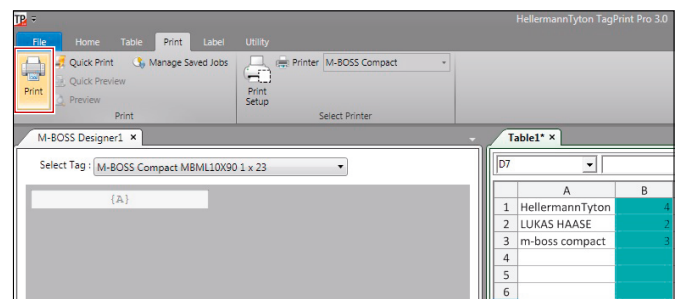 TP
HellermannTyton TagPrint Pro 3.0
File Home Table Print Label Utility
Print
Quick Print
Quick Preview
Preview
Manage Saved Jobs
Print
Print Setup
Printer M-BOSS Compact
Select Printer
M-BOSS Designer1 ×
Select Tag : M-BOSS Compact MBML10X90 1 x 23
{A}
Table1* ×
D7
A B
1 HellermannTyton 4
2 LUKAS HAASE 2
3 m-boss compact 3
4
5
6